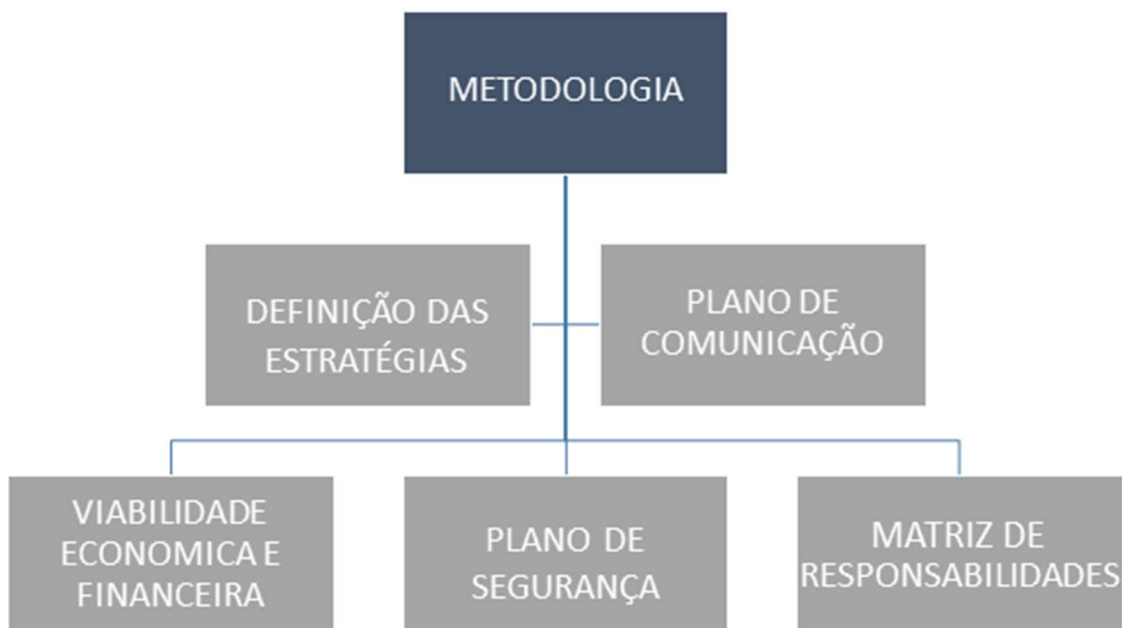 METODOLOGIA
DEFINIÇÃO DAS
ESTRATÉGIAS
PLANO DE
COMUNICAÇÃO
VIABILIDADE
ECONOMICA E
FINANCEIRA
PLANO DE
SEGURANÇA
MATRIZ DE
RESPONSABILIDADES